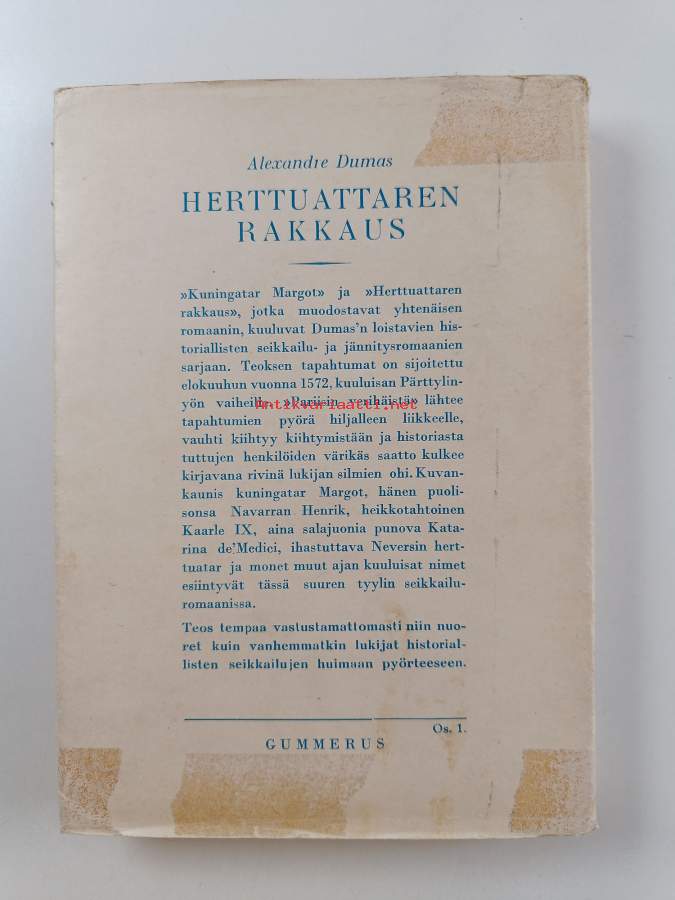 Alexandre Dumas
HERTTUATTAREN
RAKKAUS
»Kuningatar Margot» ja »Herttuattaren
rakkaus», jotka muodostavat yhtenäisen
romaanin, kuuluvat Dumas'n loistavien his-
toriallisten seikkailu- ja jännitysromaanien
sarjaan. Teoksen tapahtumat on sijoitettu
elokuuhun vuonna 1572, kuuluisan Pärttylin-
yön vaiheille. »Pariisin verihäistä» lähtee
Antikvariaatti.net
tapahtumien pyörä hiljalleen liikkeelle,
vauhti kiihtyy kiihtymistään ja historiasta
tuttujen henkilöiden värikäs saatto kulkee
kirjavana rivinä lukijan silmien ohi. Kuvan-
kaunis kuningatar Margot, hänen puoli-
sonsa Navarran Henrik, heikkotahtoinen
Kaarle IX, aina salajuonia punova Kata-
rina de'Medici, ihastuttava Neversin hert-
tuatar ja monet muut ajan kuuluisat nimet
esiintyvät tässä suuren tyylin seikkailu-
romaanissa.
Teos tempaa vastustamattomasti niin nuo-
ret kuin vanhemmatkin lukijat historial-
listen seikkailujen huimaan pyörteeseen.
Os. 1.
GUMMERUS